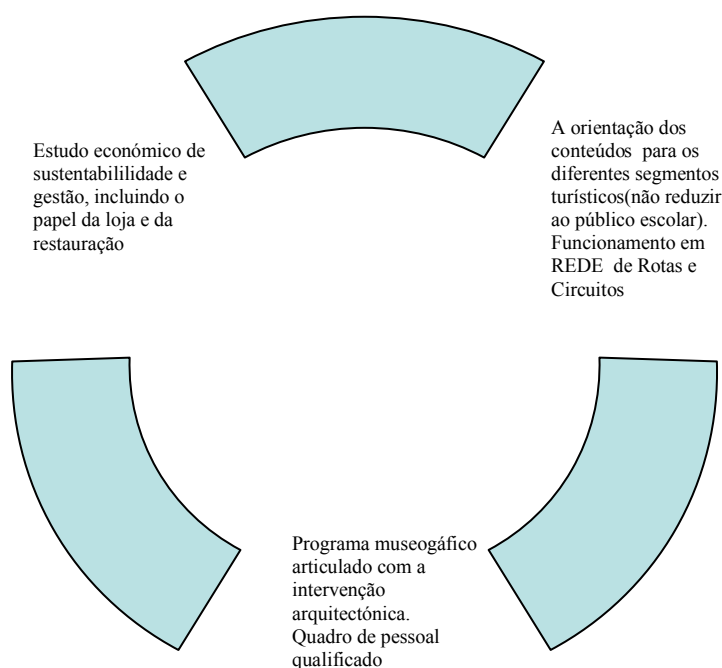 Estudo económico de
sustentabililidade e
gestão, incluindo o
papel da loja e da
restauração
A orientação dos
conteúdos para os
diferentes segmentos
turísticos(não reduzir
ao público escolar).
Funcionamento em
REDE de Rotas e
Circuitos
Programa museogáfico
articulado com a
intervenção
arquitectónica.
Quadro de pessoal
qualificado